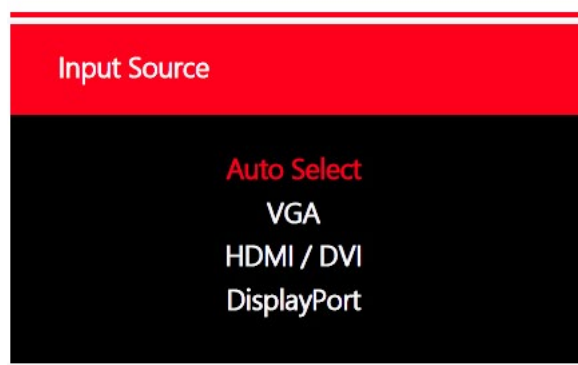 Input Source
Auto Select
VGA
HDMI / DVI
DisplayPort